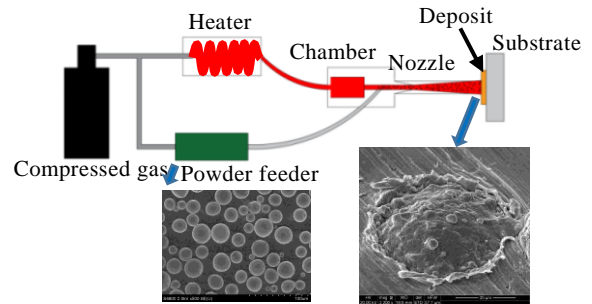 Heater
Deposit
Substrate
Chamber
Nozzle
Compressed gas
Powder feeder